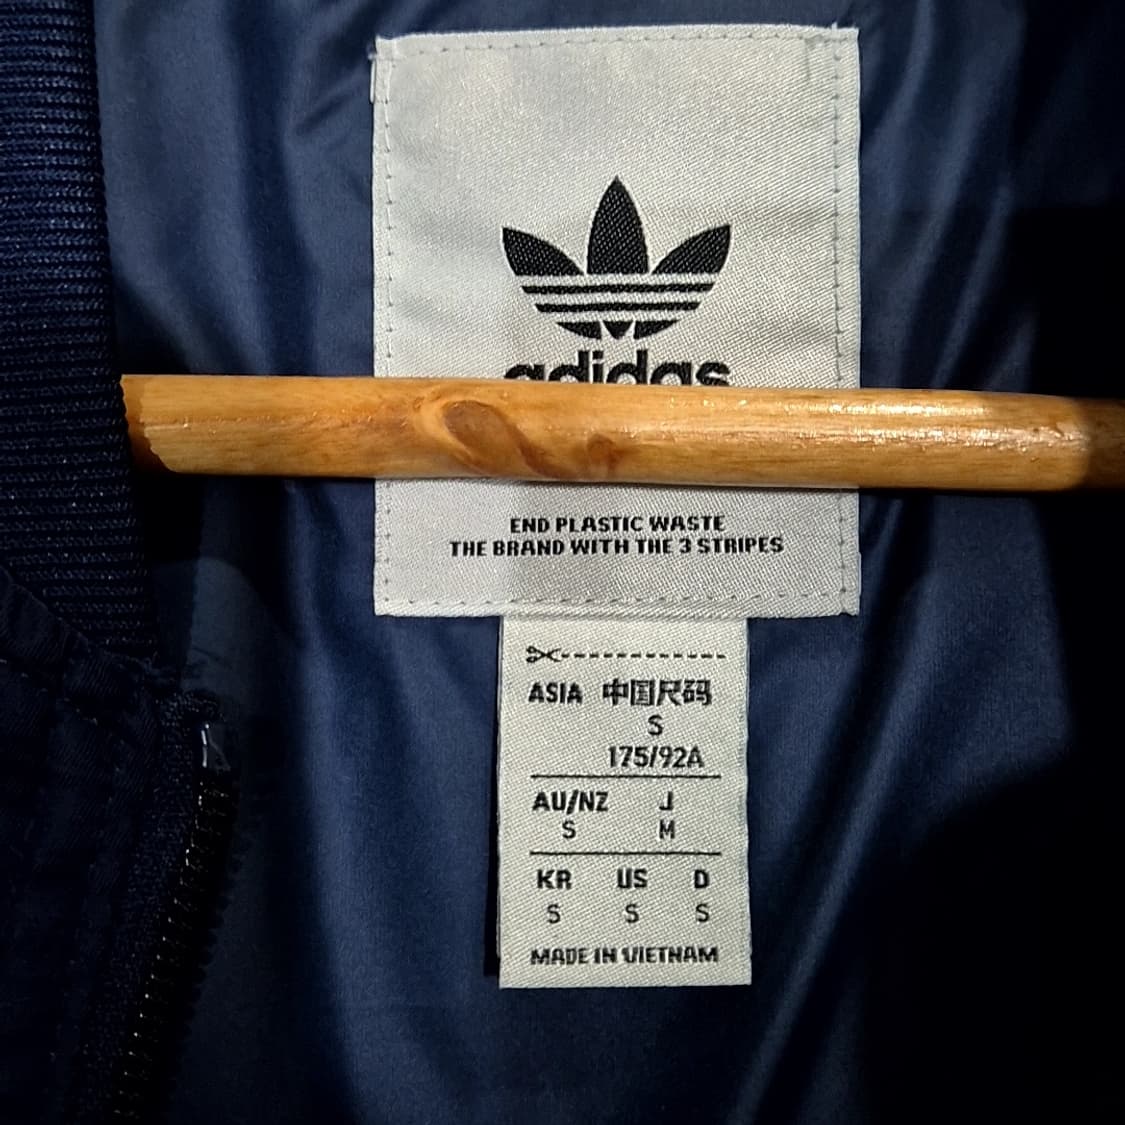 adidas
END PLASTIC WASTE
THE BRAND WITH THE 3 STRIPES
ASIA 中国尺码
S
175/92A
AU/NZ J
S M
KR US D
S S S
MADE IN VIETNAM